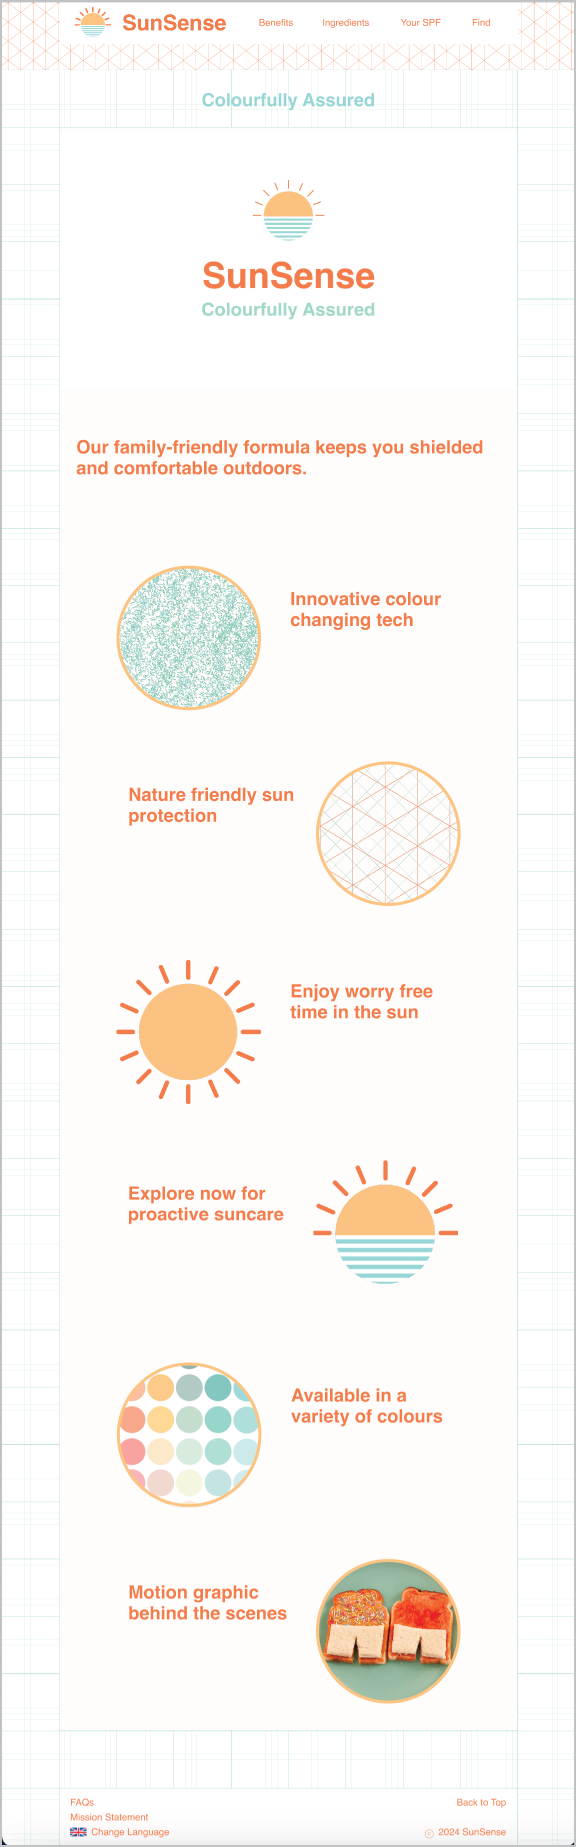 SunSense
Benefits
Ingredients
Your SPF
Find
Colourfully Assured
SunSense
Colourfully Assured
Our family-friendly formula keeps you shielded
and comfortable outdoors.
Innovative colour
changing tech
Nature friendly sun
protection
Enjoy worry free
time in the sun
Explore now for
proactive suncare
Available in a
variety of colours
Motion graphic
behind the scenes
FAQs
Back to Top
Mission Statement
Change Language
© 2024 SunSense